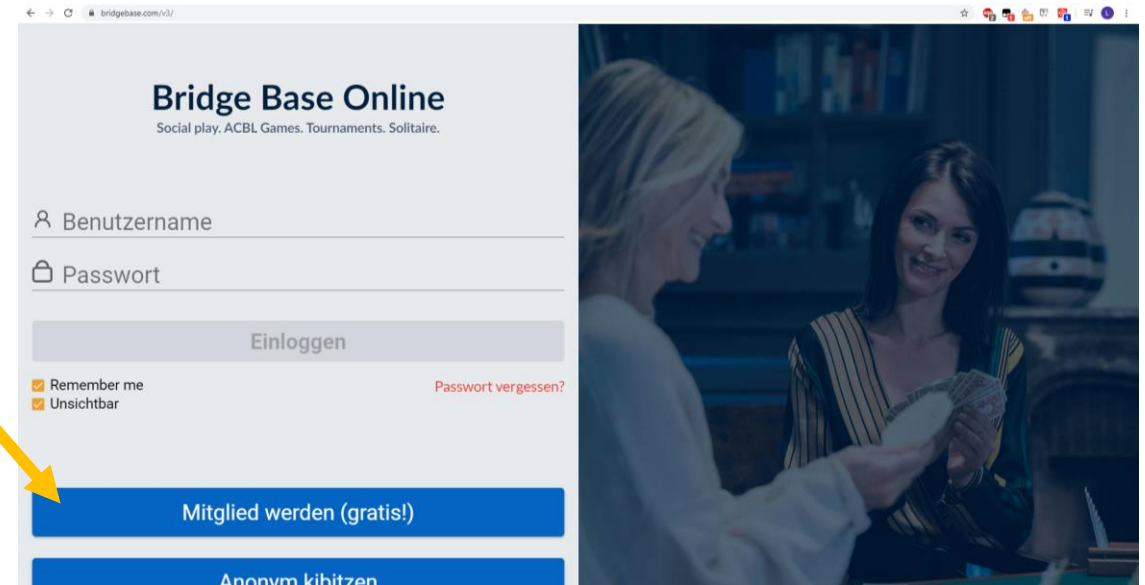 bridgebase.com/v3/
Bridge Base Online
Social play. ACBL Games. Tournaments. Solitaire.
Benutzername
Passwort
Einloggen
Remember me
Passwort vergessen?
Unsichtbar
Mitglied werden (gratis!)
Anonym kibitzen